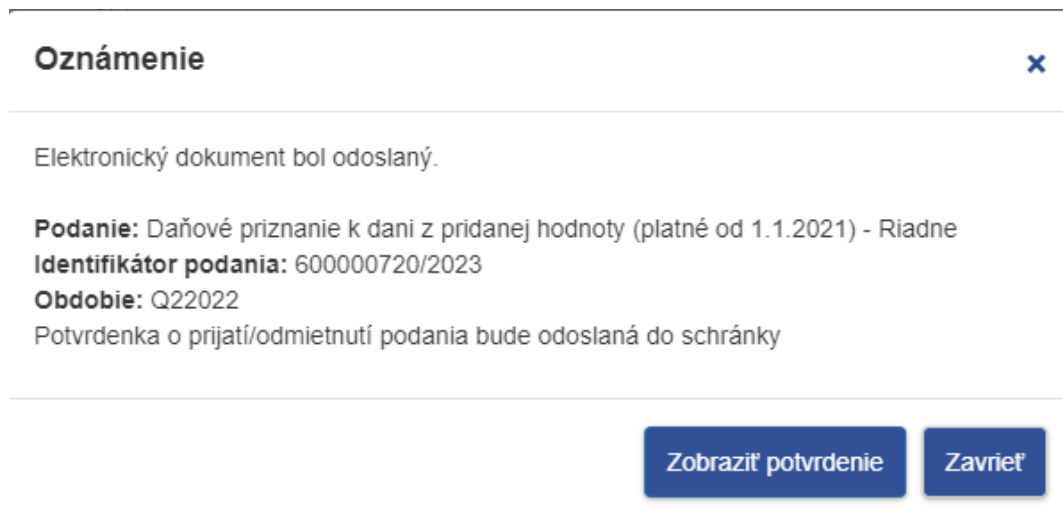 Oznámenie
Elektronický dokument bol odoslaný.
Podanie: Daňové priznanie k dani z pridanej hodnoty (platné od 1.1.2021) - Riadne
Identifikátor podania: 600000720/2023
Obdobie: Q22022
Potvrdenka o prijatí/odmietnutí podania bude odoslaná do schránky
Zobraziť potvrdenie Zavrieť